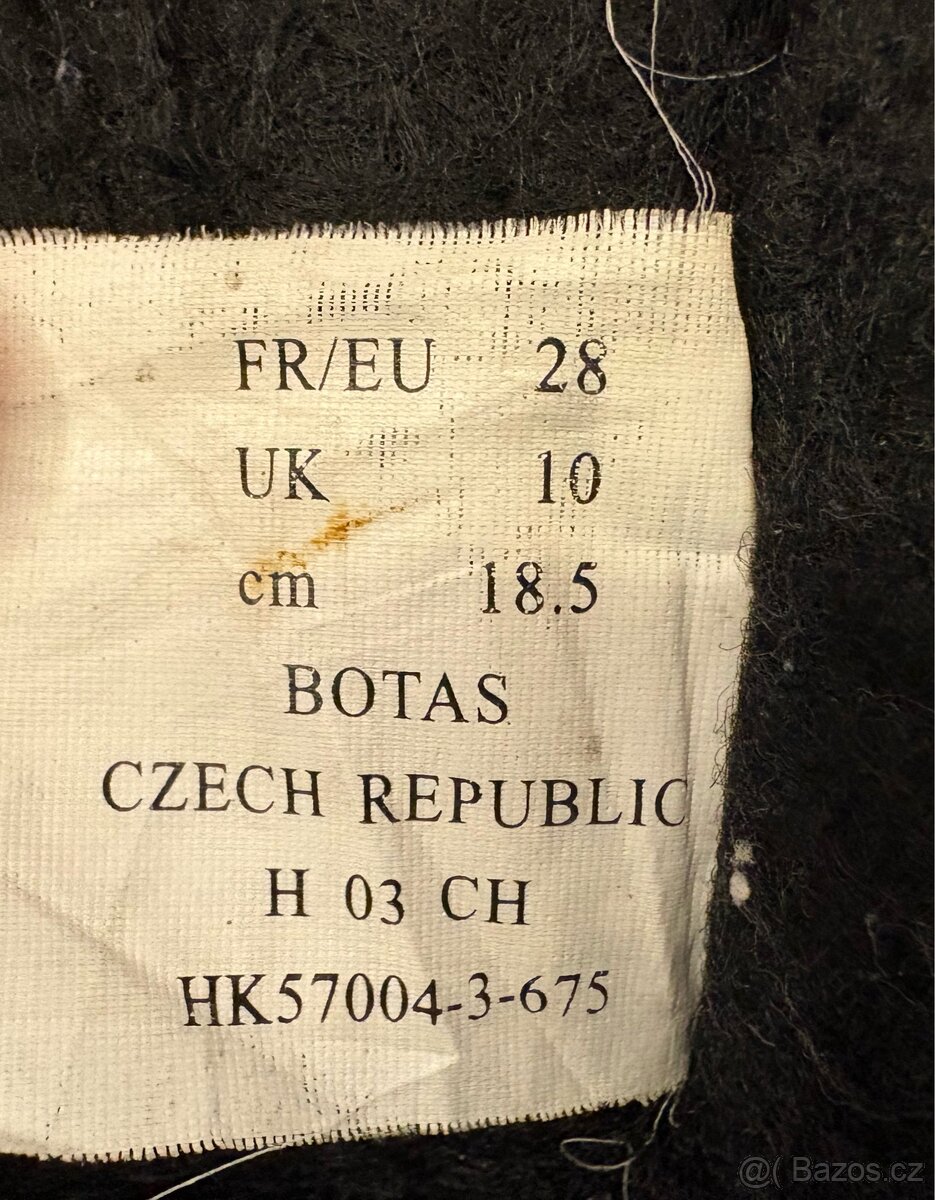 FR/EU 28
UK 10
cm 18.5
BOTAS
CZECH REPUBLIC
H 03 CH
HK57004-3-675
@( Bazos.cz